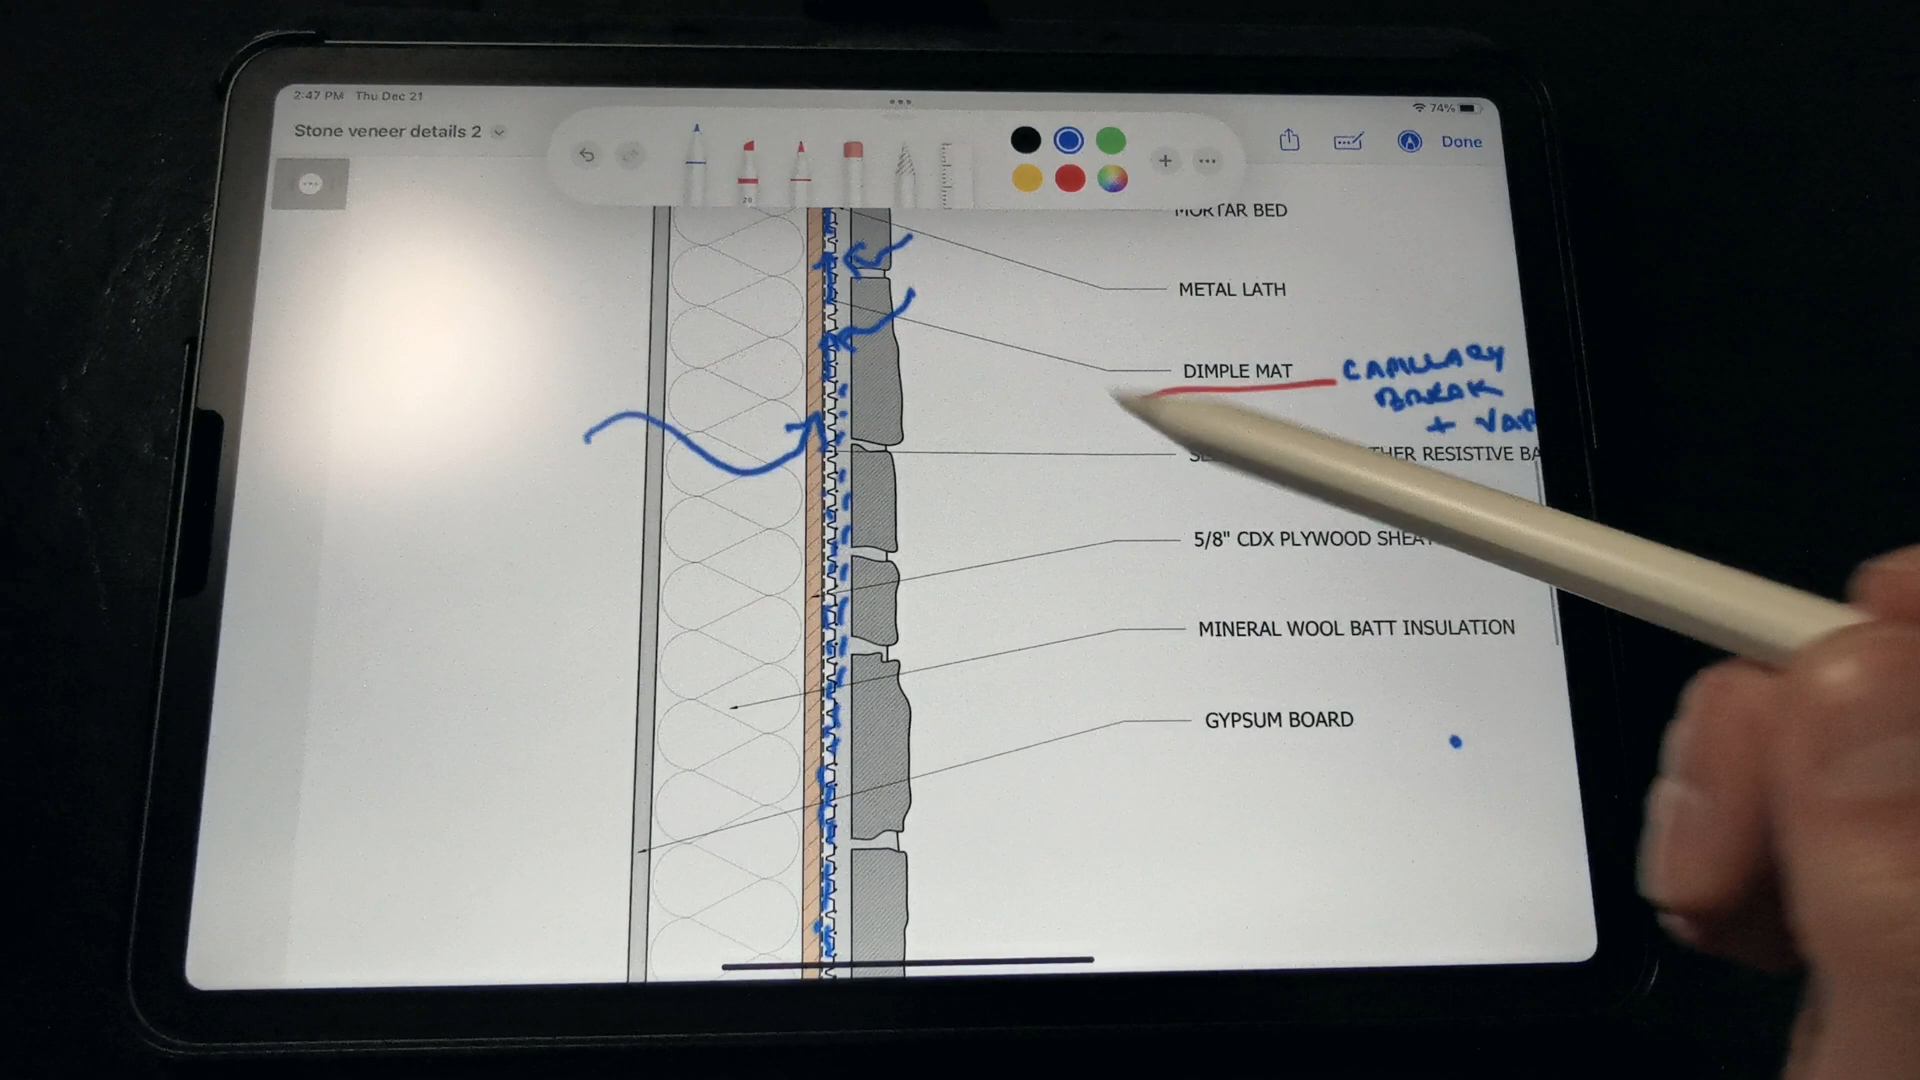 2:47 PM Thu Dec 21
74%
Stone veneer details 2
Done
MORTAR BED
METAL LATH
DIMPLE MAT
CAPILLARY
BREAK
+ VAP
THER RESISTIVE BA
5/8" CDX PLYWOOD SHEAT
MINERAL WOOL BATT INSULATION
GYPSUM BOARD